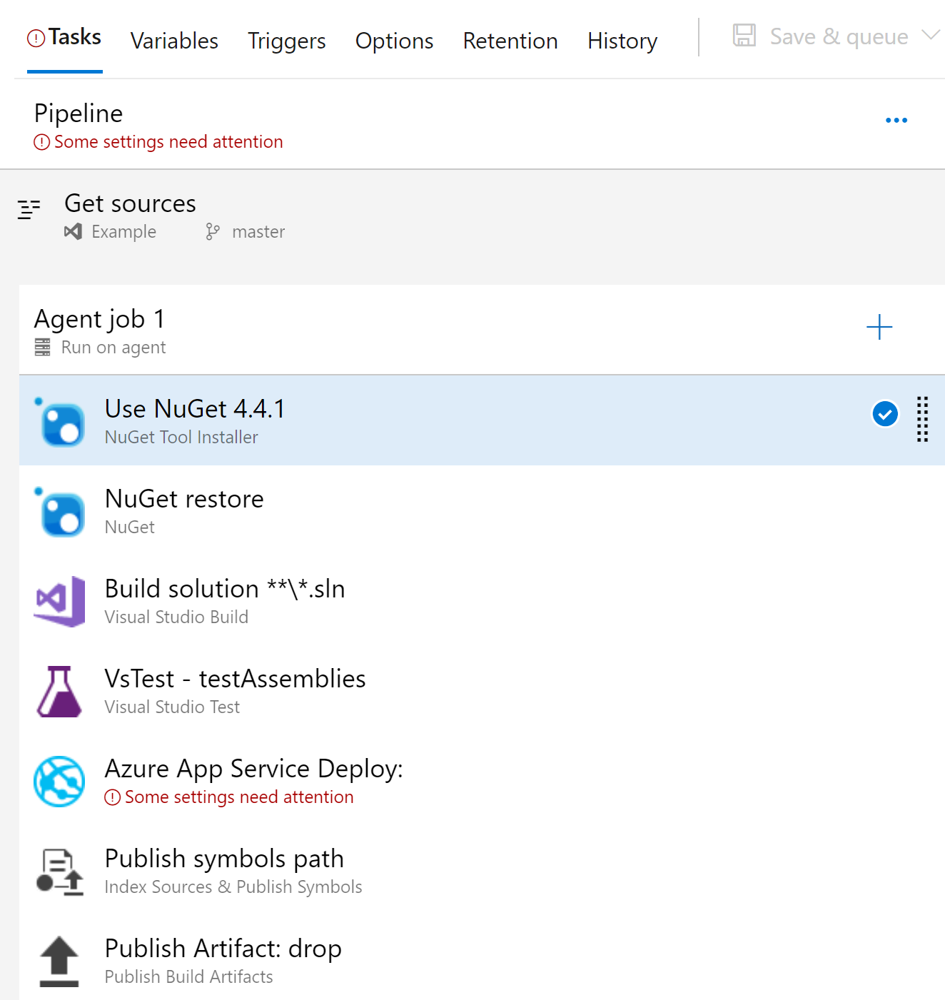 Tasks Variables Triggers Options Retention History Save & queue
Pipeline
Some settings need attention
Get sources
Example master
Agent job 1
Run on agent
Use NuGet 4.4.1
NuGet Tool Installer
NuGet restore
NuGet
Build solution **\*.sln
Visual Studio Build
VsTest - testAssemblies
Visual Studio Test
Azure App Service Deploy:
Some settings need attention
Publish symbols path
Index Sources & Publish Symbols
Publish Artifact: drop
Publish Build Artifacts